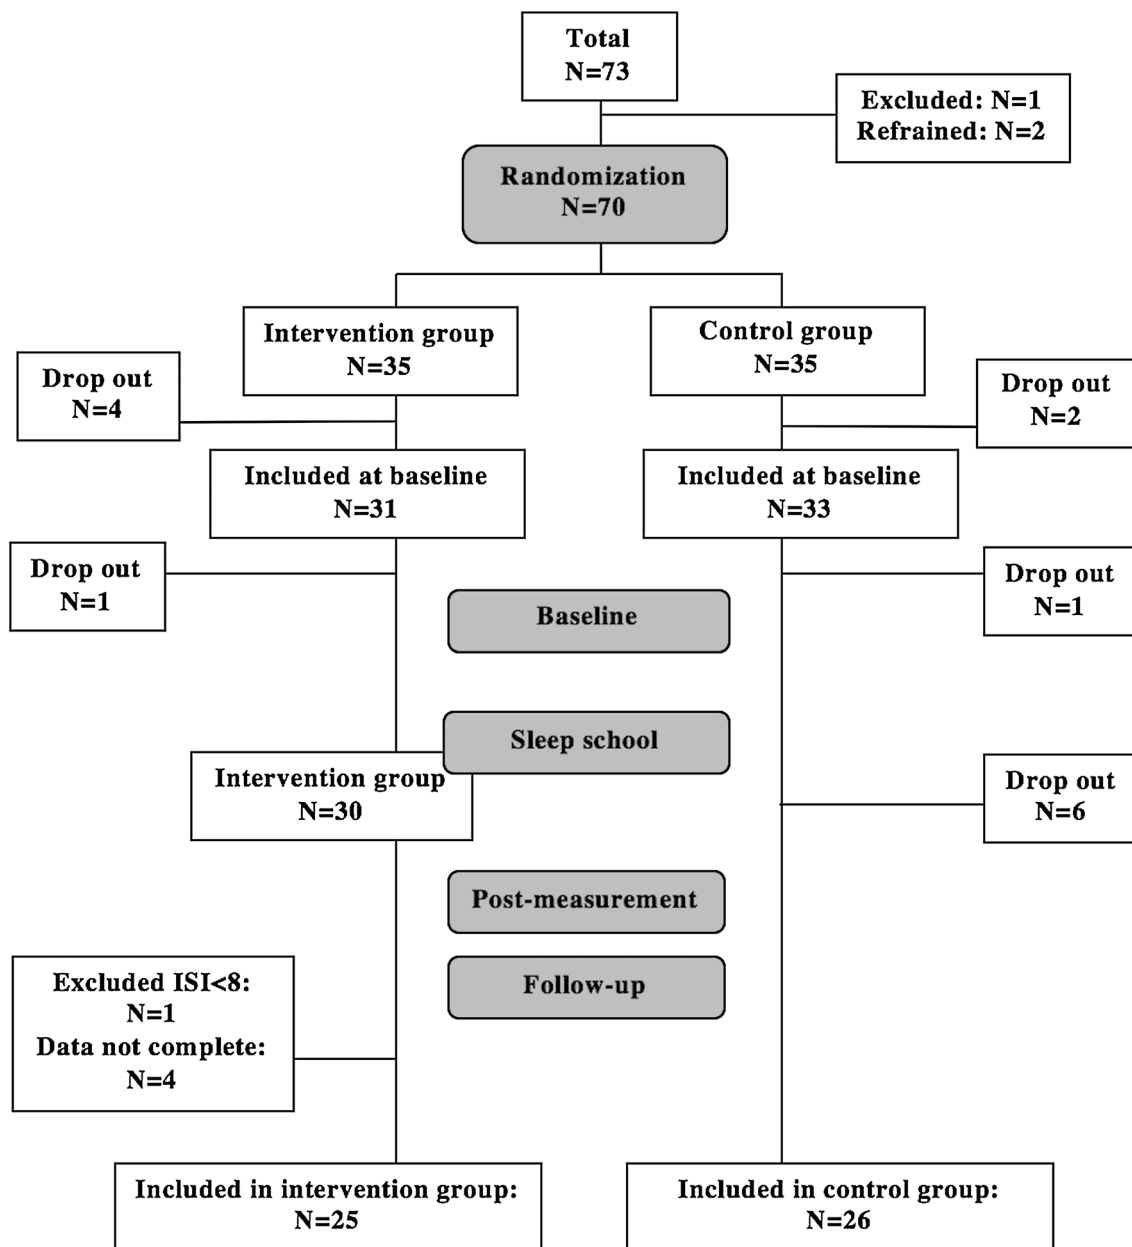 Total
N=73
Excluded: N=1
Refrained: N=2
Randomization
N=70
Intervention group
N=35
Control group
N=35
Drop out
N=4
Drop out
N=2
Included at baseline
N=31
Included at baseline
N=33
Drop out
N=1
Drop out
N=1
Baseline
Sleep school
Intervention group
N=30
Drop out
N=6
Post-measurement
Excluded ISI<8:
N=1
Data not complete:
N=4
Follow-up
Included in intervention group:
N=25
Included in control group:
N=26